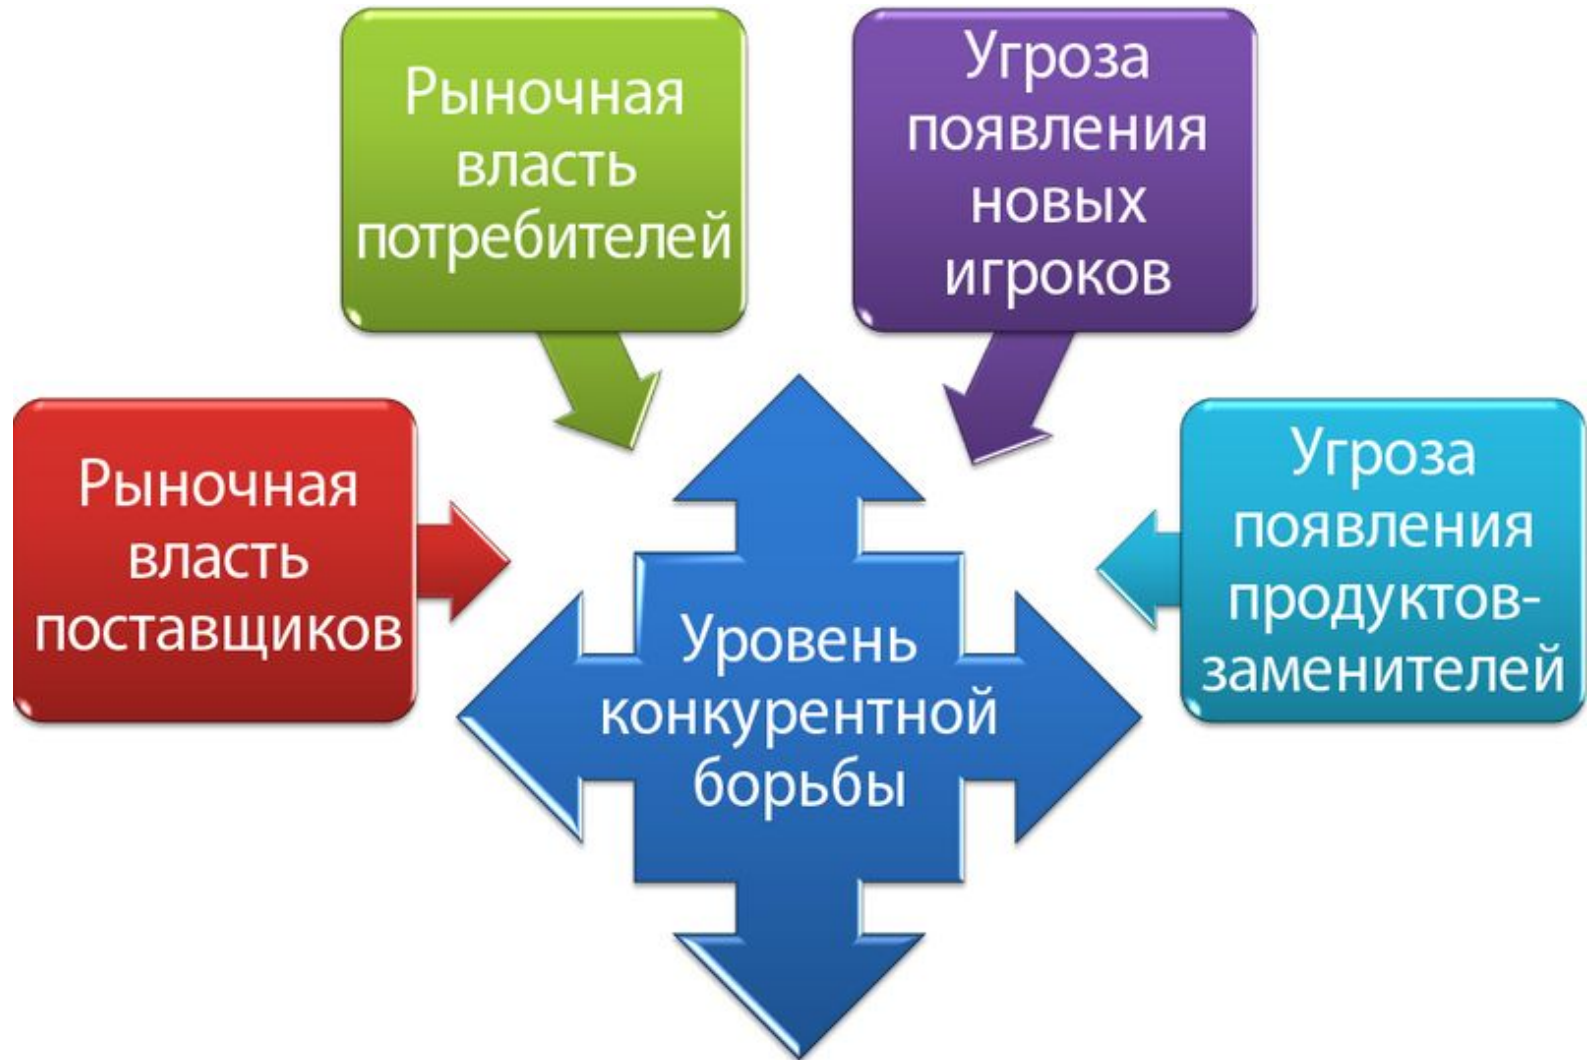 Рыночная
власть
потребителей
Угроза
появления
новых
игроков
Рыночная
власть
поставщиков
Угроза
появления
продуктов-
заменителей
Уровень
конкурентной
борьбы